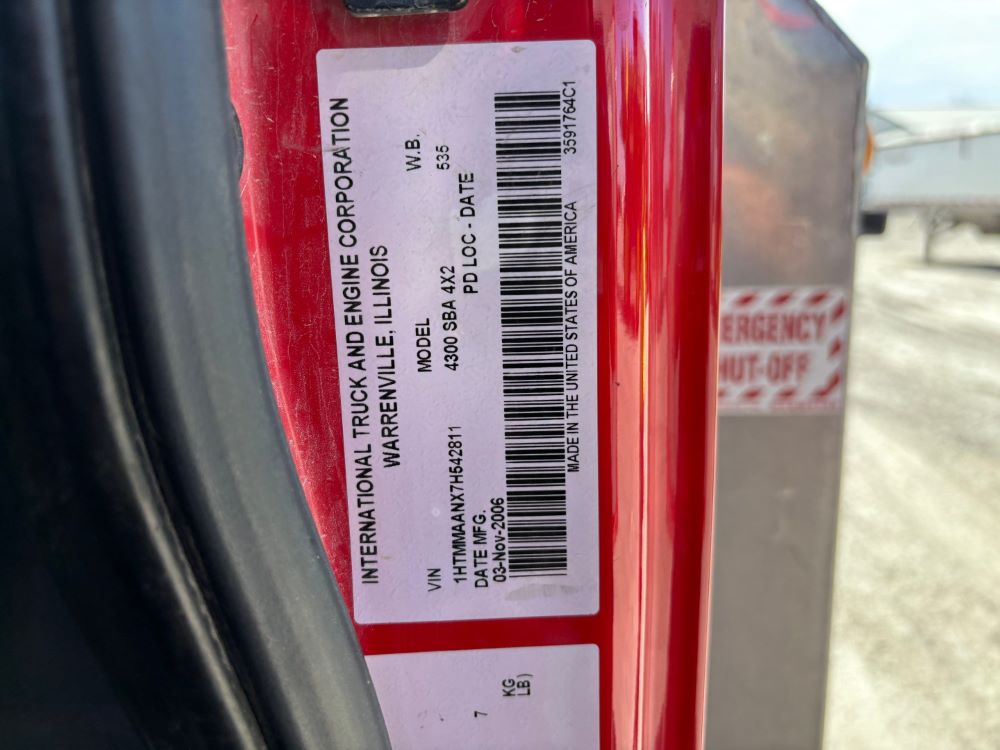 INTERNATIONAL TRUCK AND ENGINE CORPORATION
WARRENVILLE, ILLINOIS
VIN MODEL W.B.
1HTMMAANX7H542811 4300 SBA 4X2 535
DATE MFG. PD LOC - DATE
03-Nov-2006
MADE IN THE UNITED STATES OF AMERICA 3591764C1
7 KG
LB)
ERGENCY
UT-OFF